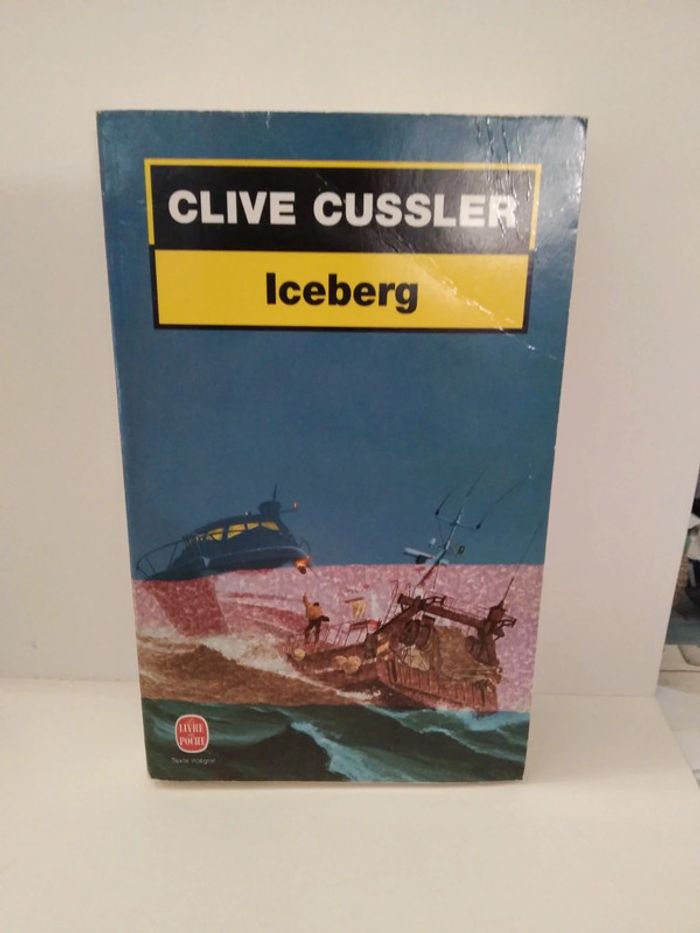 CLIVE CUSSLER
Iceberg
LE
LIVRE
DE
POCHE
Texte intégral